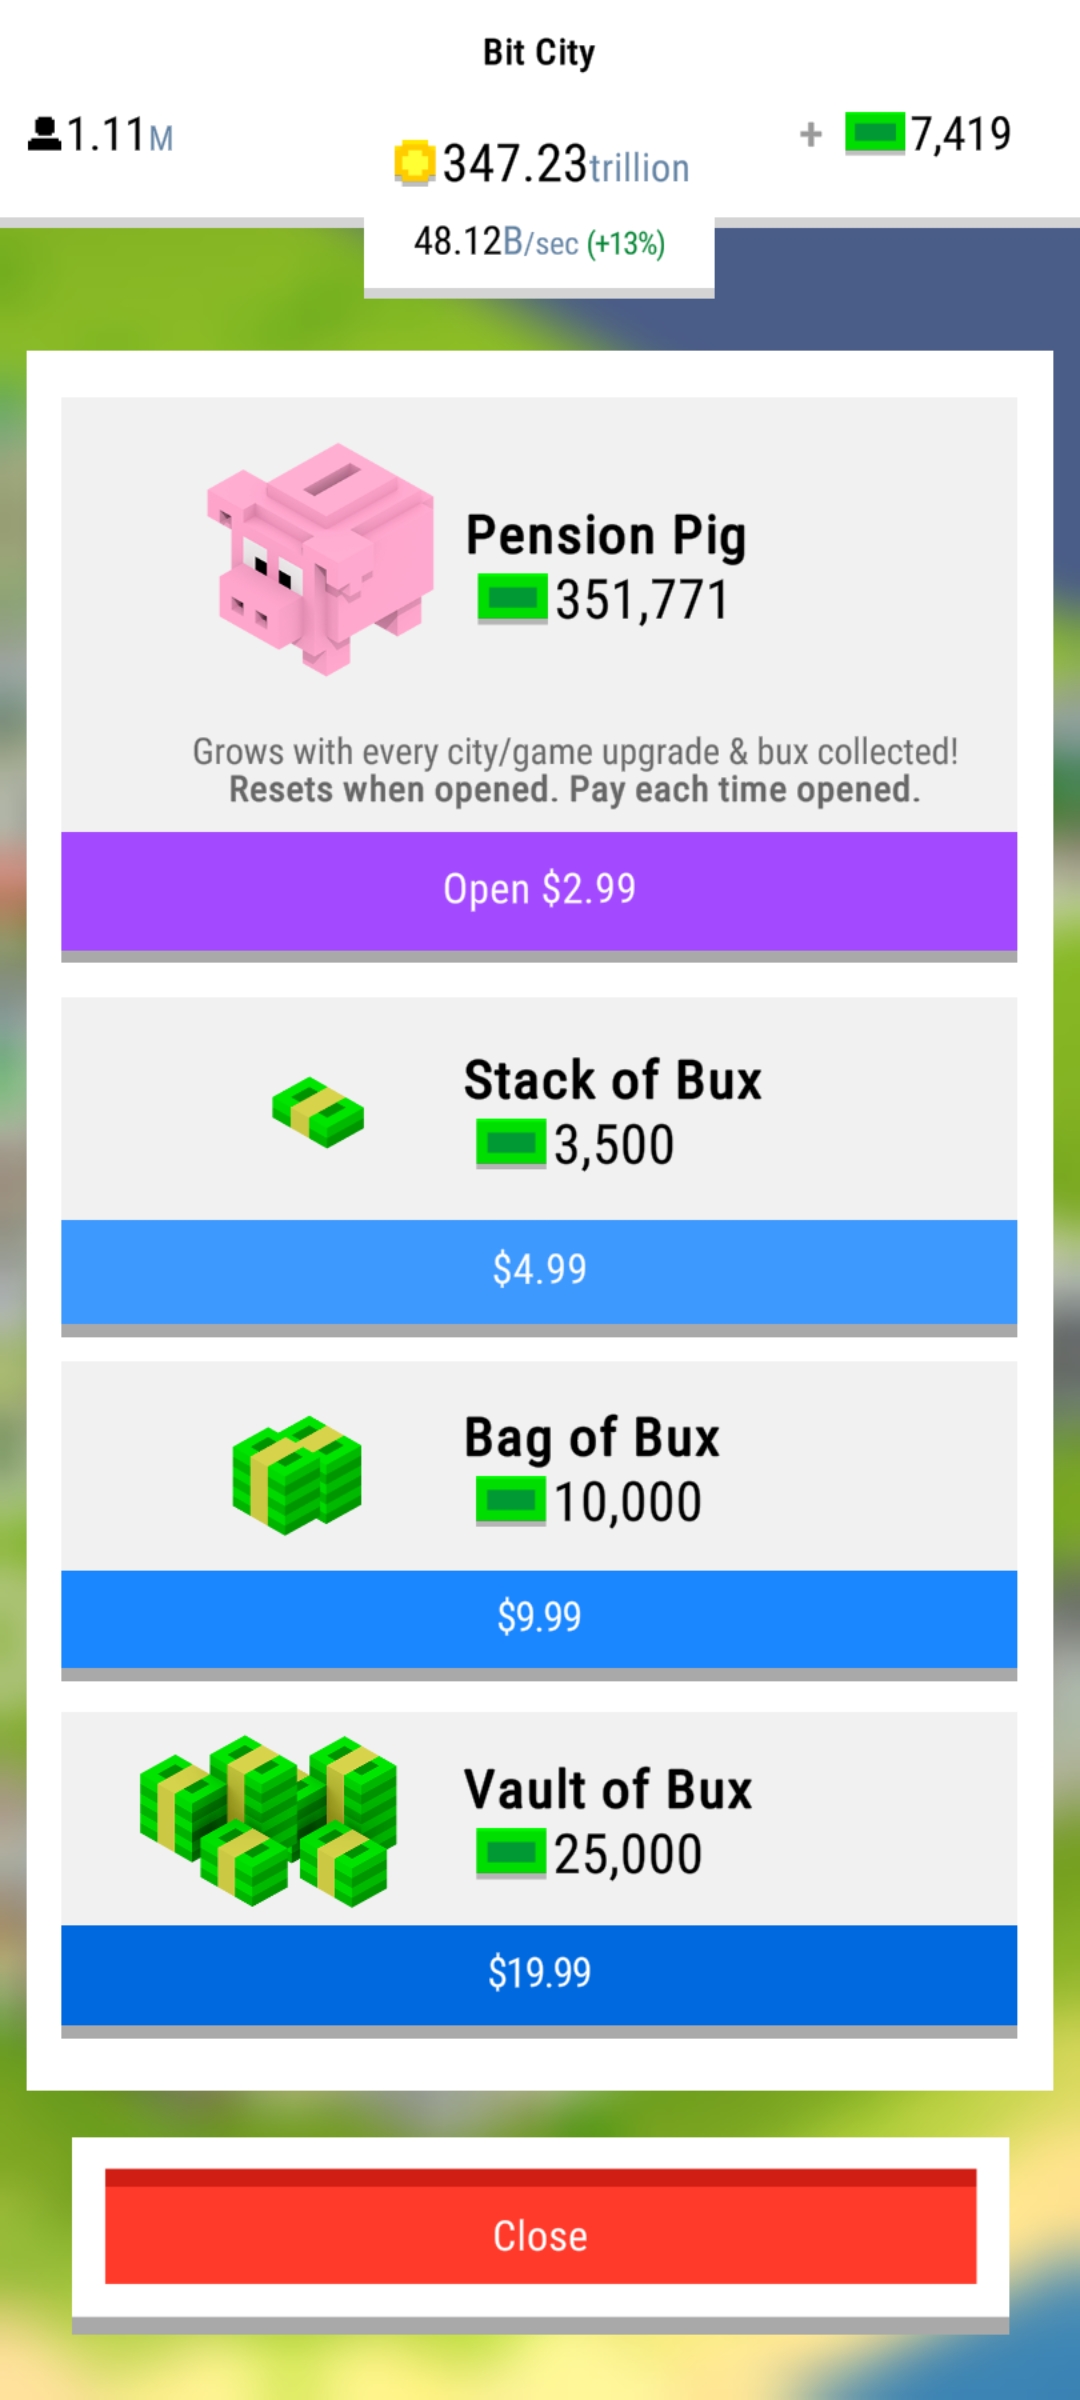 Bit City
1.11M
347.23trillion
+ 7,419
48.12B/sec (+13%)
Pension Pig
351,771
Grows with every city/game upgrade & bux collected!
Resets when opened. Pay each time opened.
Open $2.99
Stack of Bux
3,500
$4.99
Bag of Bux
10,000
$9.99
Vault of Bux
25,000
$19.99
Close